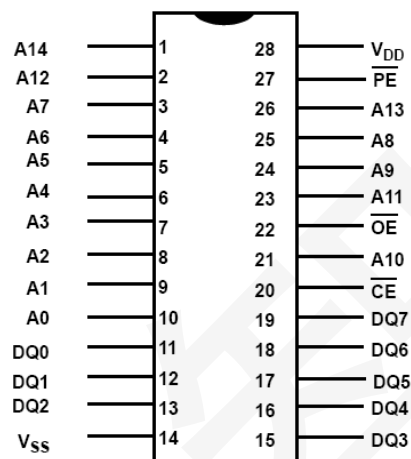 A14 1 28 VDD
A12 2 27 PE
A7 3 26 A13
A6 4 25 A8
A5 5 24 A9
A4 6 23 A11
A3 7 22 OE
A2 8 21 A10
A1 9 20 CE
A0 10 19 DQ7
DQ0 11 18 DQ6
DQ1 12 17 DQ5
DQ2 13 16 DQ4
VSS 14 15 DQ3